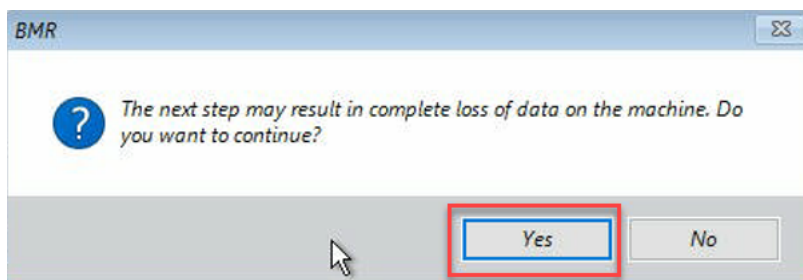 BMR
The next step may result in complete loss of data on the machine. Do
you want to continue?
Yes
No